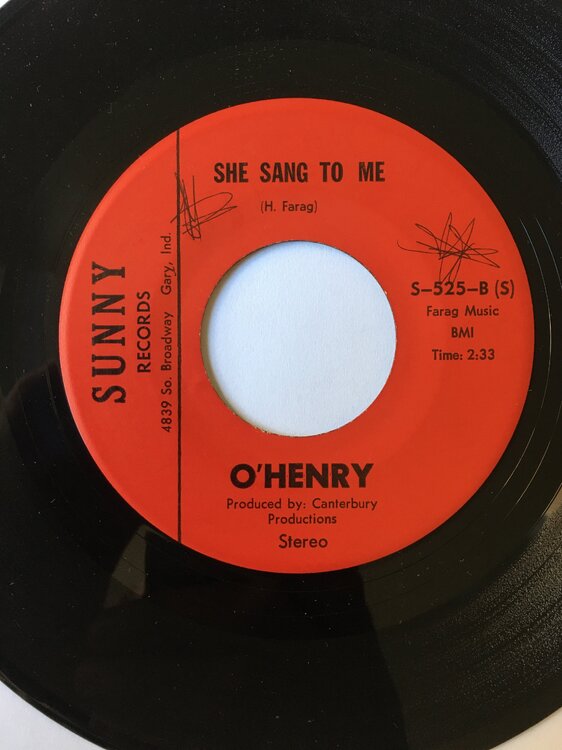 SHE SANG TO ME
(H. Farag)
SUNNY
RECORDS
4839 So. Broadway Gary, Ind.
S-525-B (S)
Farag Music
BMI
Time: 2:33
O'HENRY
Produced by: Canterbury
Productions
Stereo